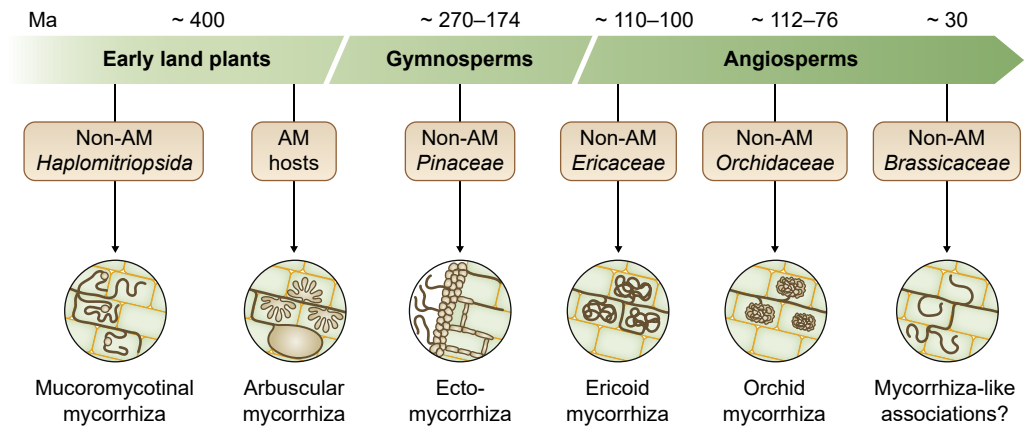 Ma ~ 400 ~ 270–174 ~ 110–100 ~ 112–76 ~ 30
Early land plants Gymnosperms Angiosperms
Non-AM
Haplomitriopsida
AM
hosts
Non-AM
Pinaceae
Non-AM
Ericaceae
Non-AM
Orchidaceae
Non-AM
Brassicaceae
Mucoromycotinal
mycorrhiza
Arbuscular
mycorrhiza
Ecto-
mycorrhiza
Ericoid
mycorrhiza
Orchid
mycorrhiza
Mycorrhiza-like
associations?